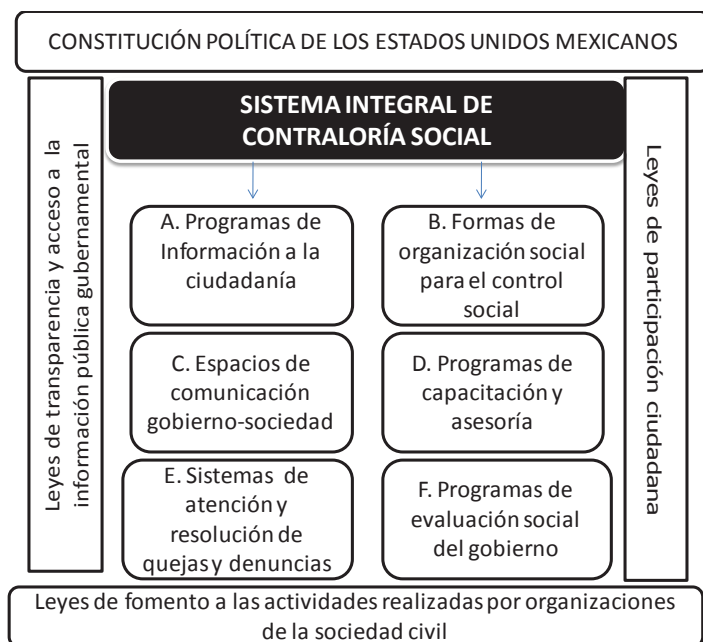 CONSTITUCIÓN POLÍTICA DE LOS ESTADOS UNIDOS MEXICANOS
Leyes de transparencia y acceso a la
información pública gubernamental
SISTEMA INTEGRAL DE
CONTRALORÍA SOCIAL
A. Programas de
Información a la
ciudadanía
B. Formas de
organización social
para el control
social
C. Espacios de
comunicación
gobierno-sociedad
D. Programas de
capacitación y
asesoría
E. Sistemas de
atención y
resolución de
quejas y denuncias
F. Programas de
evaluación social
del gobierno
Leyes de participación ciudadana
Leyes de fomento a las actividades realizadas por organizaciones
de la sociedad civil